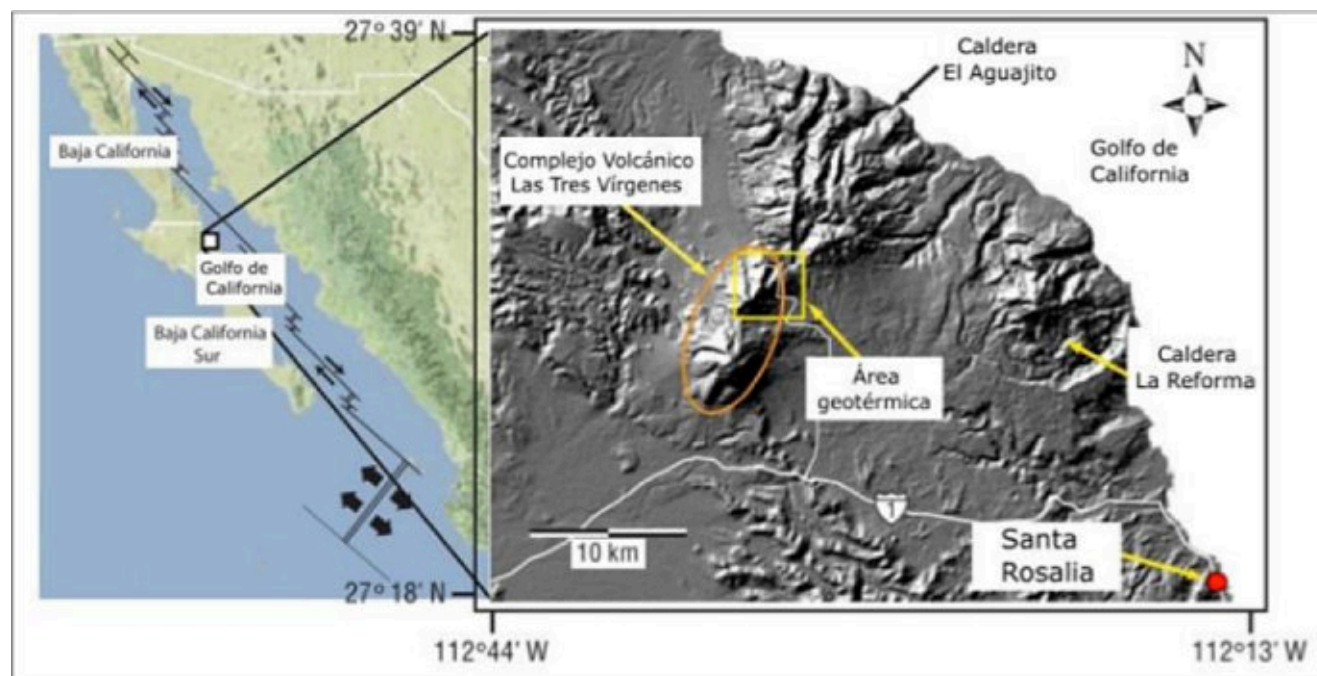 27° 39′ N
Caldera
El Aguajito
N
Baja California
Complejo Volcánico
Las Tres Vírgenes
Golfo de
California
Golfo de
California
Baja California
Sur
Área
geotérmica
Caldera
La Reforma
1
10 km
Santa
Rosalia
27° 18′ N
112° 44′ W
112° 13′ W